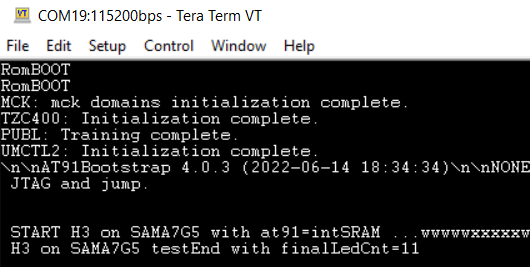 COM19:115200bps - Tera Term VT
File Edit Setup Control Window Help
RomBOOT
RomBOOT
MCK: mck domains initialization complete.
TZC400: Initialization complete.
PUBL: Training complete.
UMCTL2: Initialization complete.
\n\nAT91Bootstrap 4.0.3 (2022-06-14 18:34:34)\n\nNONE
JTAG and jump.
START H3 on SAMA7G5 with at91=intSRAM ...wwwwwxxxxxw
H3 on SAMA7G5 testEnd with finalLedCnt=11